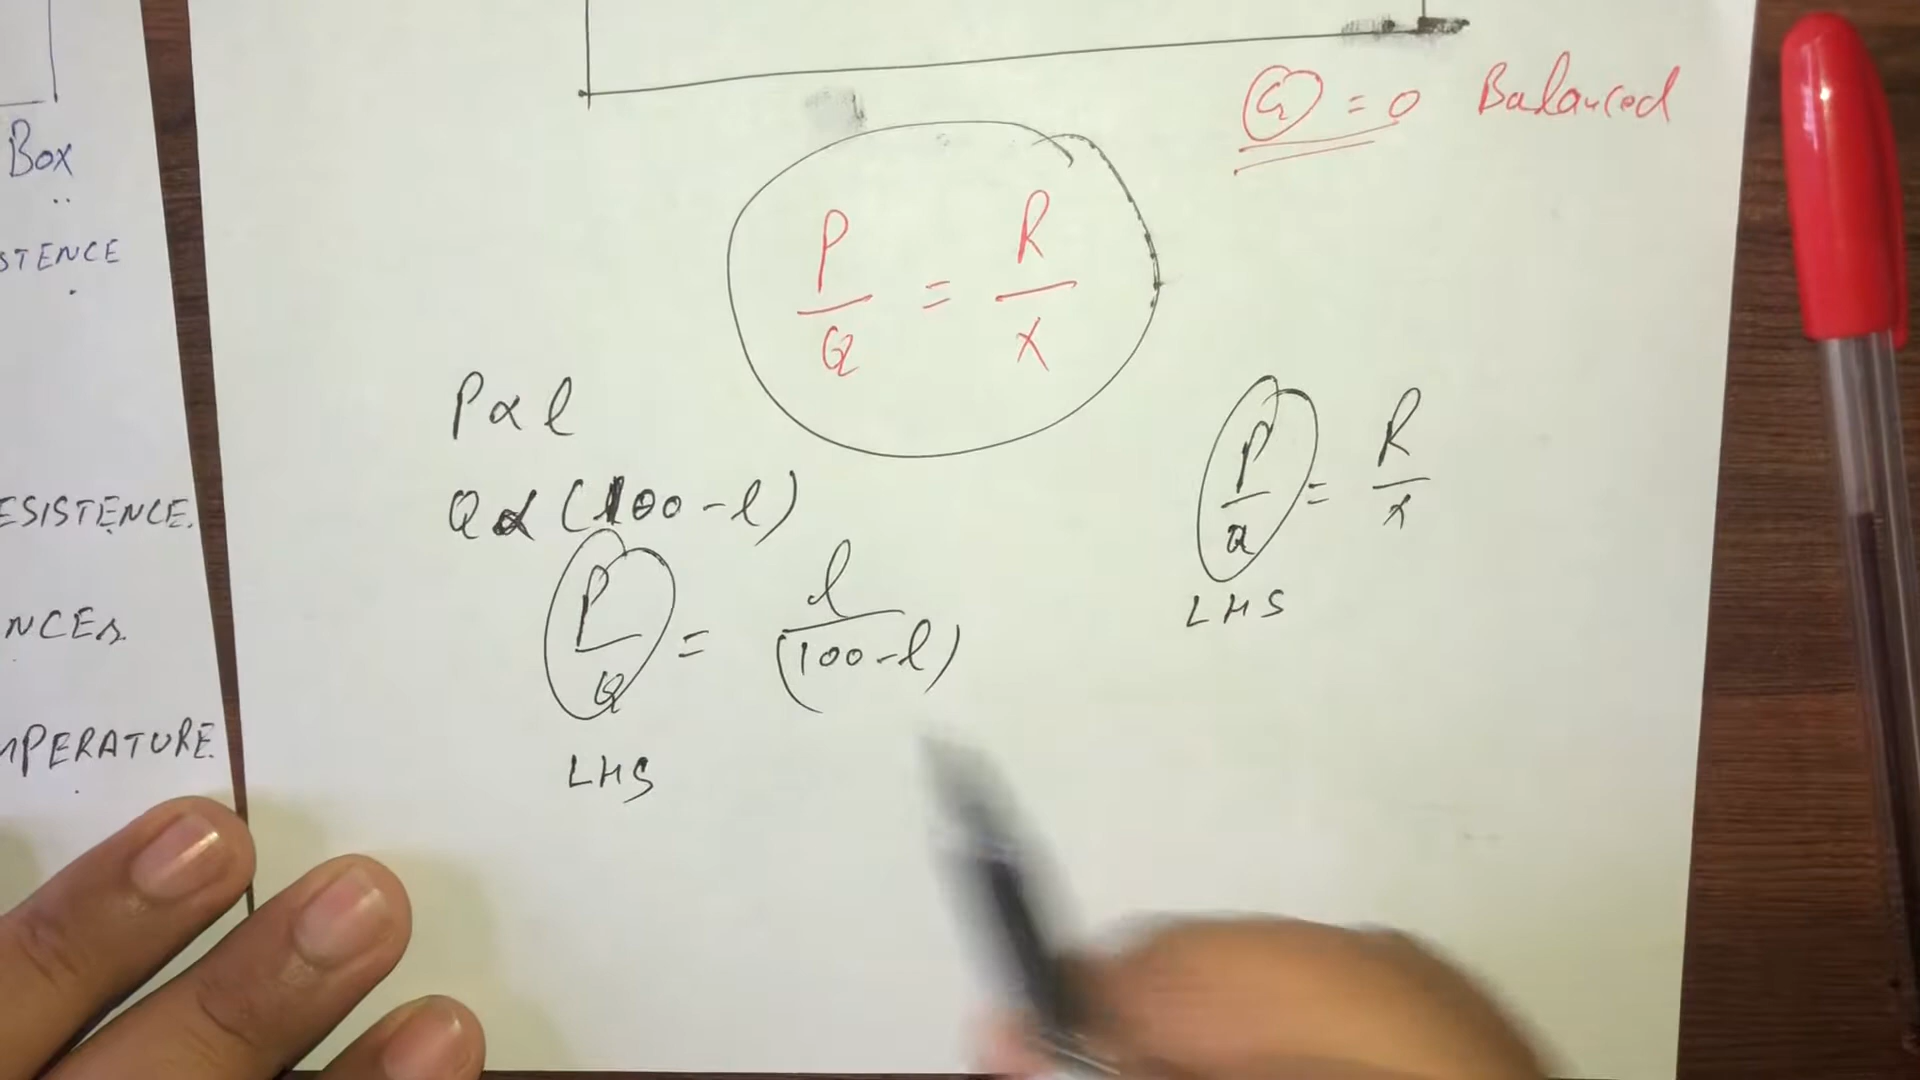 Box
STENCE
ESISTENCE.
NCES.
MPERATURE.
G = 0 Balanced
P/Q = R/X
P α l
Q α (100 - l)
P/Q = l/(100-l)
LHS
P/Q = R/X
LHS